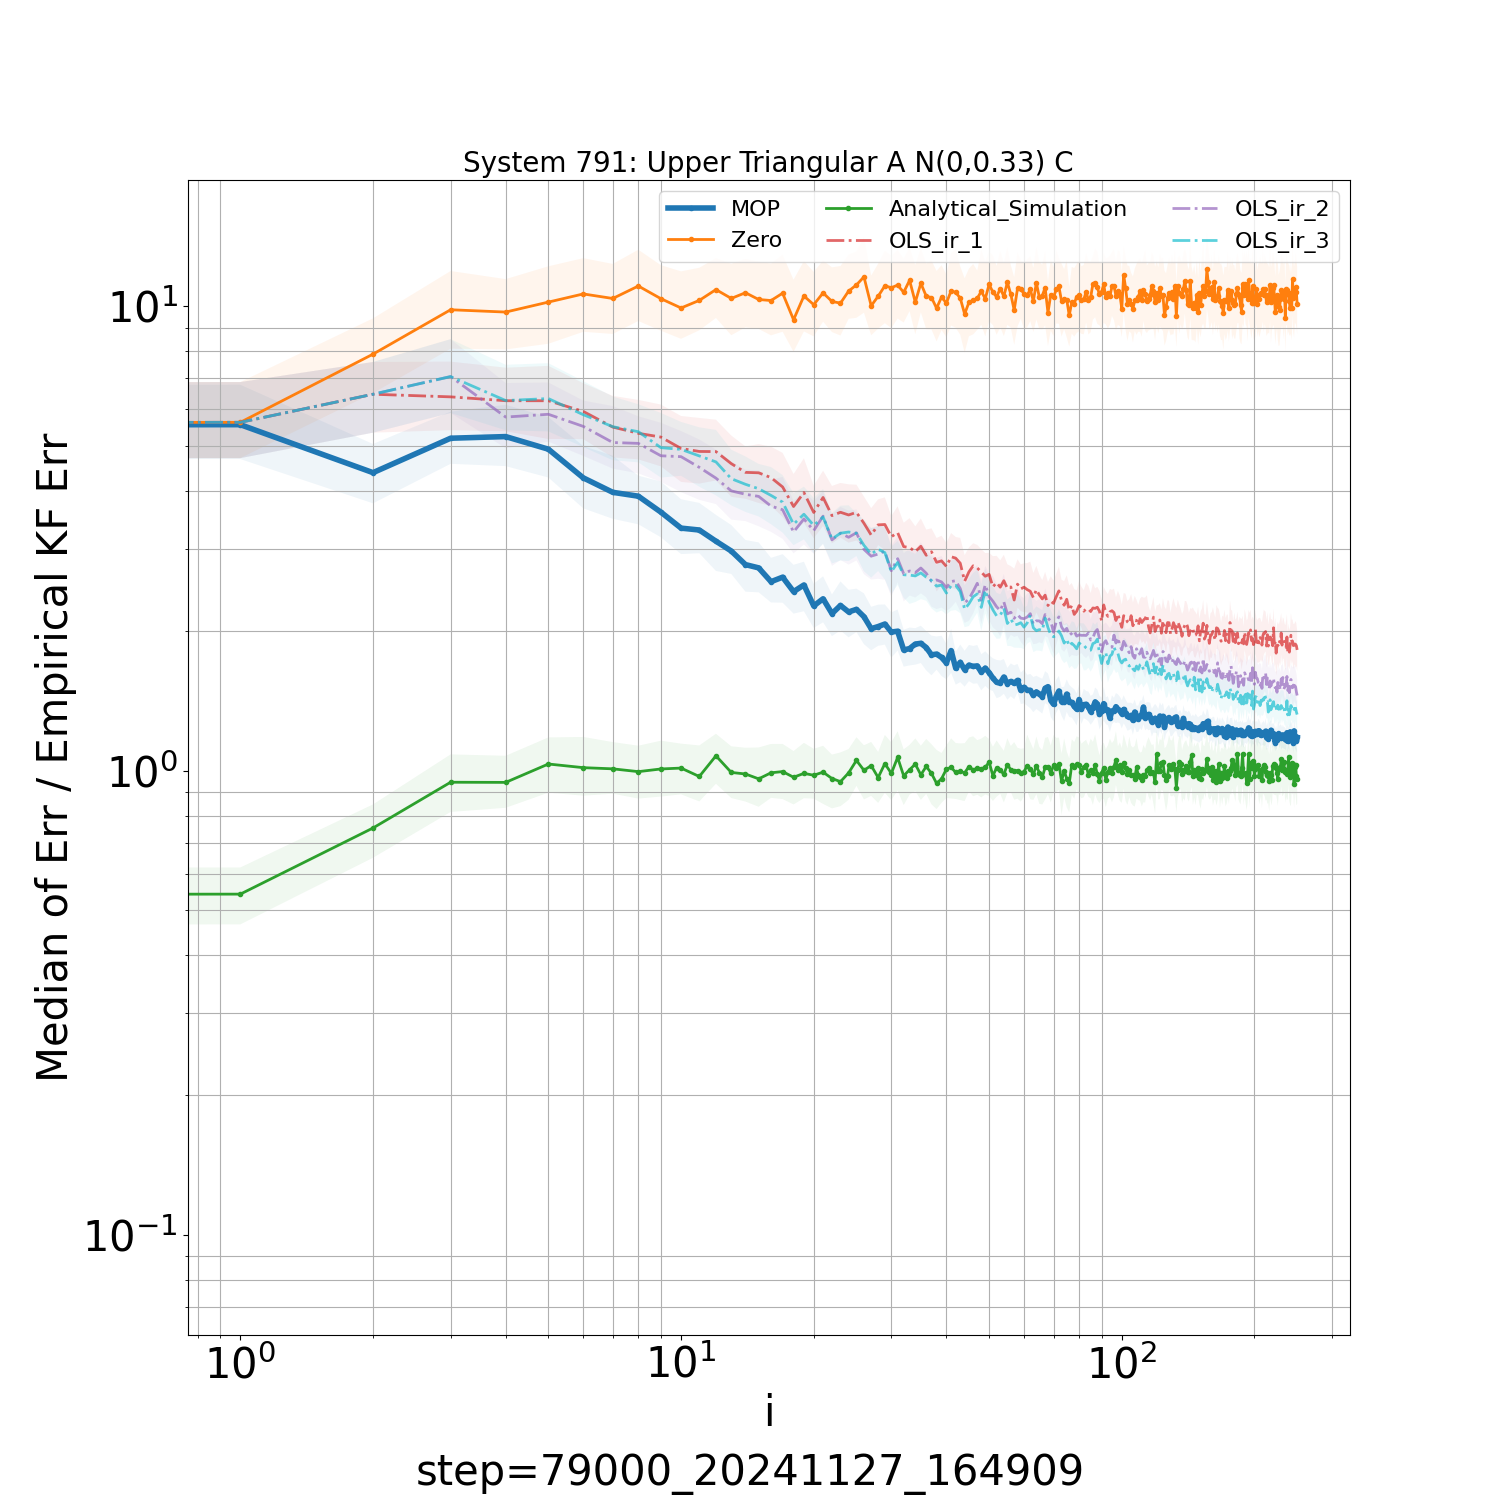 System 791: Upper Triangular A N(0,0.33) C
MOP
Zero
Analytical_Simulation
OLS_ir_1
OLS_ir_2
OLS_ir_3
Median of Err / Empirical KF Err
10¹
10⁰
10⁻¹
10⁰
10¹
10²
i
step=79000_20241127_164909